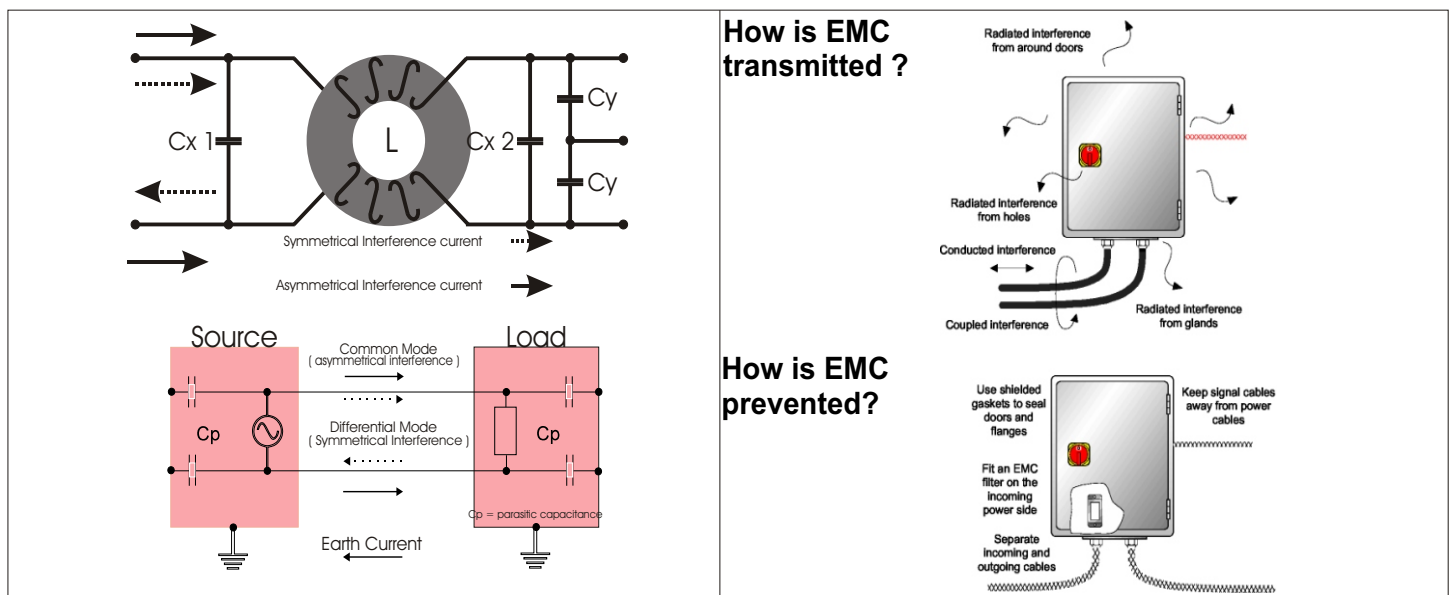 Cx 1
L
Cx 2
Cy
Cy
Symmetrical Interference current
Asymmetrical Interference current
Source
Load
Common Mode
( asymmetrical interference )
Cp
Differential Mode
( Symmetrical Interference )
Cp
Cp = parasitic capacitance
Earth Current
How is EMC
transmitted ?
Radiated interference
from around doors
Radiated interference
from holes
Conducted interference
Coupled interference
Radiated interference
from glands
How is EMC
prevented?
Use shielded
gaskets to seal
doors and
flanges
Keep signal cables
away from power
cables
Fit an EMC
filter on the
incoming
power side
Separate
incoming and
outgoing cables